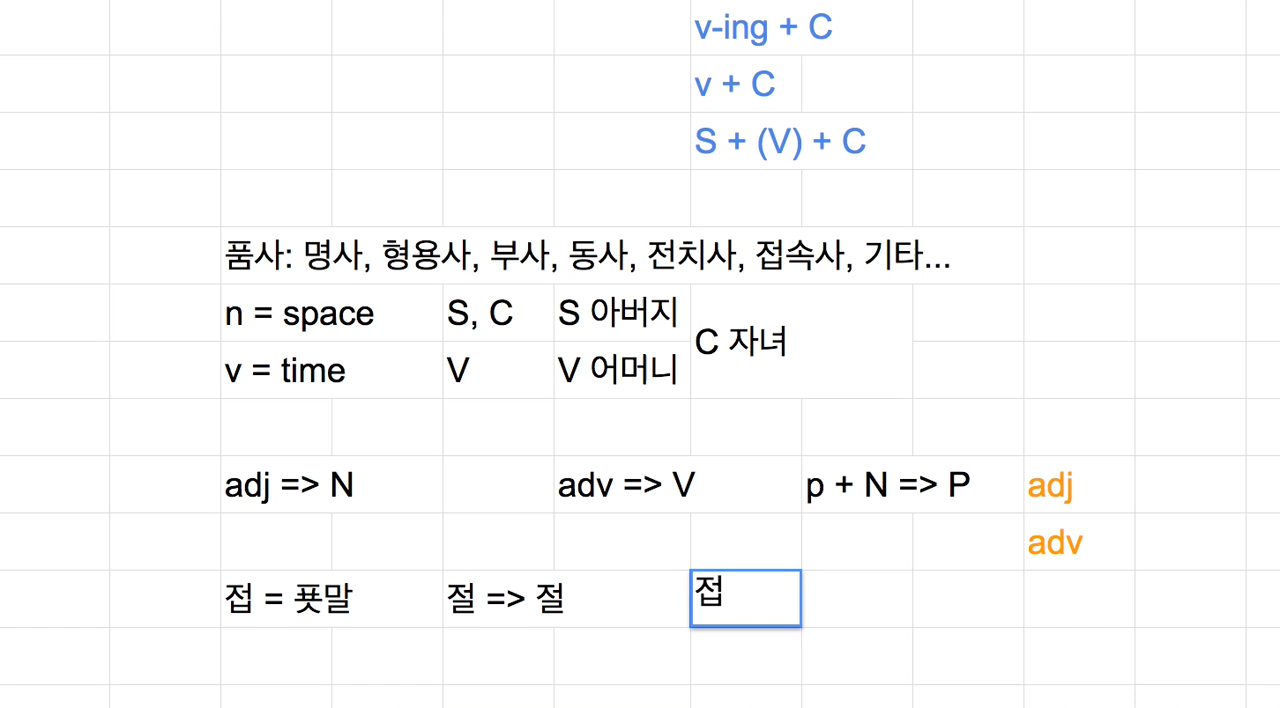 v-ing + C
v + C
S + (V) + C
품사: 명사, 형용사, 부사, 동사, 전치사, 접속사, 기타...
n = space S, C S 아버지
C 자녀
v = time V V 어머니
adj => N adv => V p + N => P adj
adv
접 = 푯말 절 => 절 접